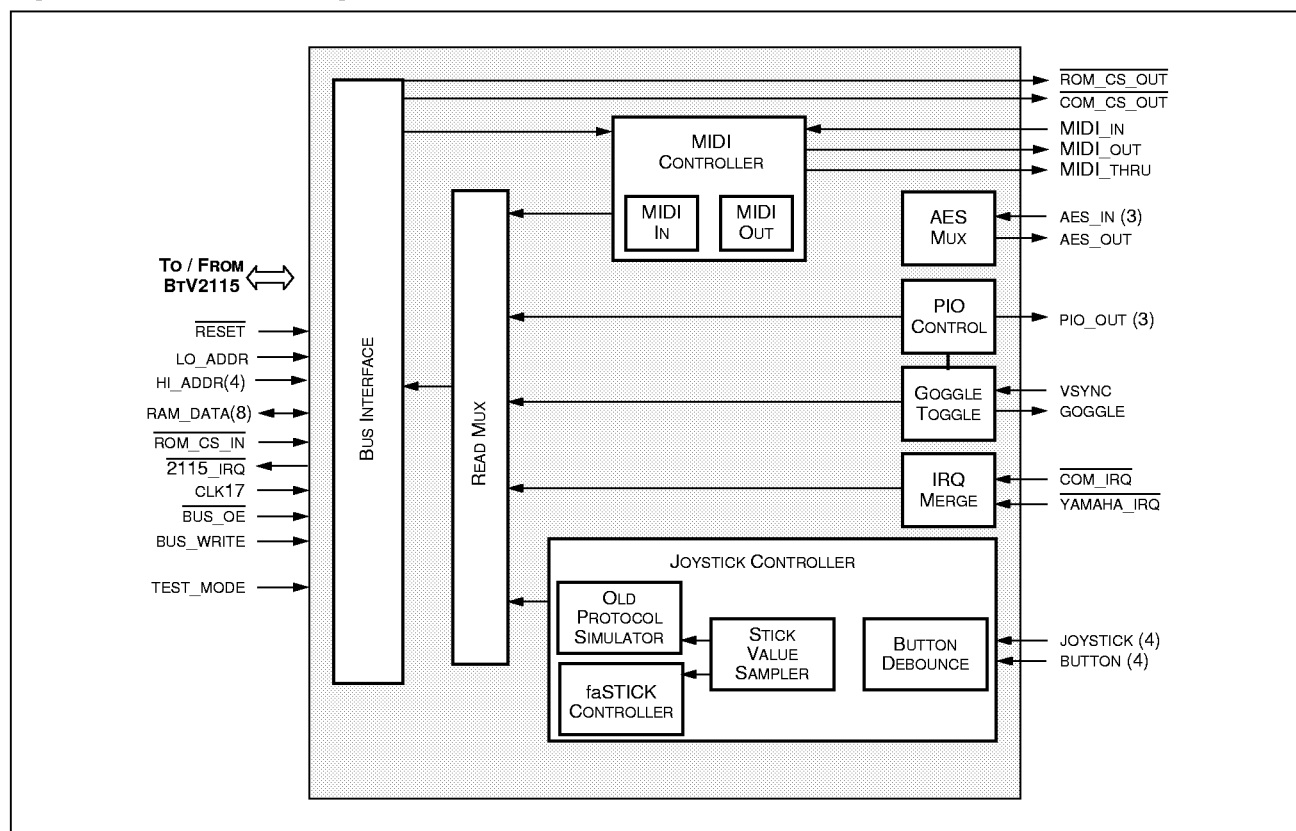 ROM_CS_OUT
COM_CS_OUT
MIDI_IN
MIDI_OUT
MIDI_THRU
MIDI
CONTROLLER
MIDI
IN
MIDI
OUT
AES
MUX
AES_IN (3)
AES_OUT
TO / FROM
BTV2115
RESET
LO_ADDR
HI_ADDR(4)
RAM_DATA(8)
ROM_CS_IN
2115_IRQ
CLK17
BUS_OE
BUS_WRITE
TEST_MODE
BUS INTERFACE
READ MUX
PIO
CONTROL
PIO_OUT (3)
GOGGLE
TOGGLE
VSYNC
GOGGLE
IRQ
MERGE
COM_IRQ
YAMAHA_IRQ
JOYSTICK CONTROLLER
OLD
PROTOCOL
SIMULATOR
STICK
VALUE
SAMPLER
BUTTON
DEBOUNCE
faSTICK
CONTROLLER
JOYSTICK (4)
BUTTON (4)